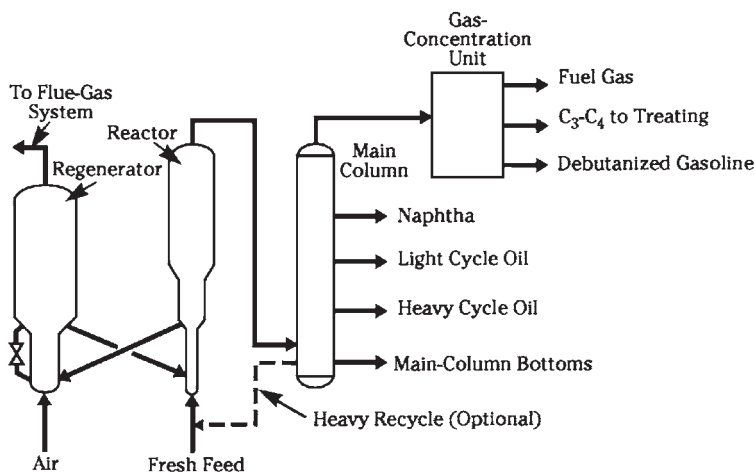 Gas-
Concentration
Unit
To Flue-Gas
System
Reactor
Regenerator
Main
Column
Fuel Gas
C₃-C₄ to Treating
Debutanized Gasoline
Naphtha
Light Cycle Oil
Heavy Cycle Oil
Main-Column Bottoms
Heavy Recycle (Optional)
Air
Fresh Feed